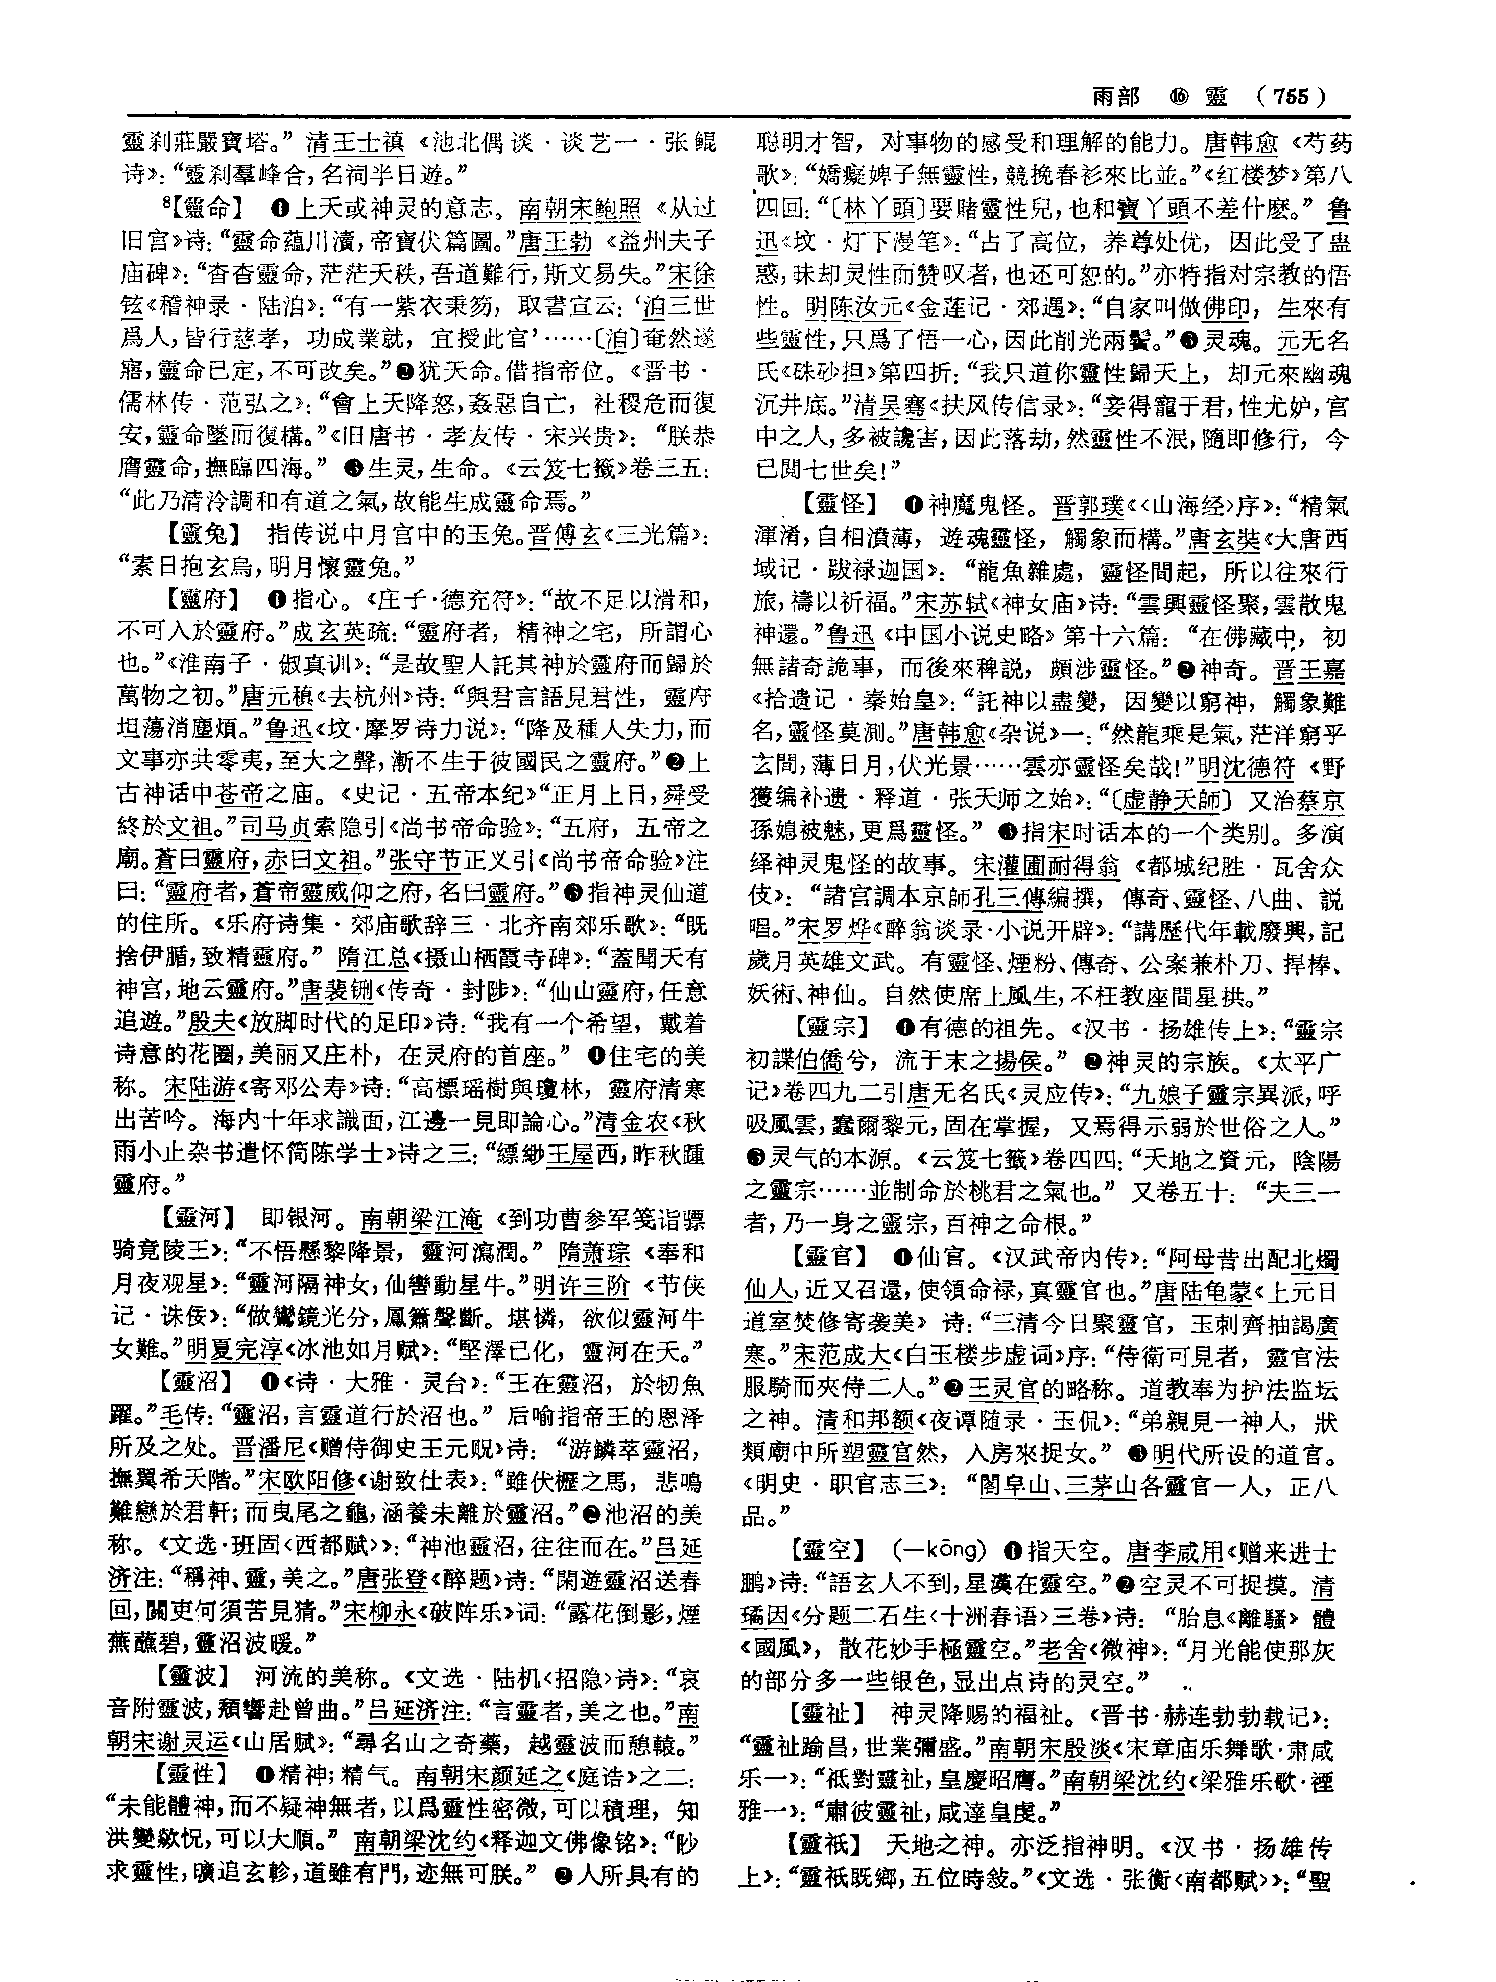 雨部 ⑯ 靈 （755）
靈刹莊嚴寶塔。” 清王士禛《池北偶谈·谈艺一·张鲲
诗》：“靈刹羣峰合，名祠半日遊。”
8【靈命】 ❶上天或神灵的意志。南朝宋鲍照《从过
旧宫》诗：“靈命藴川瀆，帝寶伏篇圖。”唐王勃《益州夫子
庙碑》：“杳杳靈命，茫茫天秩，吾道難行，斯文易失。”宋徐
铉《稽神录·陆洎》：“有一紫衣秉笏，取書宣云：‘洎三世
爲人，皆行慈孝，功成業就，宜授此官’……〔洎〕奄然遂
寤，靈命已定，不可改矣。”❷犹天命。借指帝位。《晋书·
儒林传·范弘之》：“會上天降怒，姦惡自亡，社稷危而復
安，靈命墜而復構。”《旧唐书·孝友传·宋兴贵》：“朕恭
膺靈命，撫臨四海。” ❸生灵，生命。《云笈七籤》卷三五：
“此乃清泠調和有道之氣，故能生成靈命焉。”
【靈兔】 指传说中月宫中的玉兔。晋傅玄《三光篇》：
“素日抱玄烏，明月懷靈兔。”
【靈府】 ❶指心。《庄子·德充符》：“故不足以滑和，
不可入於靈府。”成玄英疏：“靈府者，精神之宅，所謂心
也。”《淮南子·俶真训》：“是故聖人託其神於靈府而歸於
萬物之初。”唐元稹《去杭州》诗：“與君言語見君性，靈府
坦蕩消塵煩。”鲁迅《坟·摩罗诗力说》：“降及種人失力，而
文事亦共零夷，至大之聲，漸不生于彼國民之靈府。”❷上
古神话中苍帝之庙。《史记·五帝本纪》“正月上日，舜受
終於文祖。”司马贞索隐引《尚书帝命验》：“五府，五帝之
廟。蒼曰靈府，赤曰文祖。”张守节正义引《尚书帝命验》注
曰：“靈府者，蒼帝靈威仰之府，名曰靈府。”❸指神灵仙道
的住所。《乐府诗集·郊庙歌辞三·北齐南郊乐歌》：“既
捨伊腯，致精靈府。” 隋江总《摄山栖霞寺碑》：“蓋聞天有
神宫，地云靈府。”唐裴铏《传奇·封陟》：“仙山靈府，任意
追遊。”殷夫《放脚时代的足印》诗：“我有一个希望，戴着
诗意的花圈，美丽又庄朴，在灵府的首座。” ❹住宅的美
称。宋陆游《寄邓公寿》诗：“高標瑶樹與瓊林，靈府清寒
出苦吟。海内十年求識面，江邊一見即論心。”清金农《秋
雨小止杂书遣怀简陈学士》诗之三：“縹緲王屋西，昨秋踵
靈府。”
【靈河】 即银河。南朝梁江淹《到功曹参军笺诣骠
骑竟陵王》：“不悟懸黎降景，靈河瀉潤。” 隋萧琮《奉和
月夜观星》：“靈河隔神女，仙轡動星牛。”明许三阶《节侠
记·诛佞》：“做鸞鏡光分，鳳簫聲斷。堪憐，欲似靈河牛
女難。”明夏完淳《冰池如月赋》：“堅澤已化，靈河在天。”
【靈沼】 ❶《诗·大雅·灵台》：“王在靈沼，於牣魚
躍。”毛传：“靈沼，言靈道行於沼也。” 后喻指帝王的恩泽
所及之处。晋潘尼《赠侍御史王元贶》诗：“游鱗萃靈沼，
撫翼希天階。”宋欧阳修《谢致仕表》：“雖伏櫪之馬，悲鳴
難戀於君軒；而曳尾之龜，涵養未離於靈沼。”❷池沼的美
称。《文选·班固〈西都赋〉》：“神池靈沼，往往而在。”吕延
济注：“稱神、靈，美之。”唐张登《醉题》诗：“閑遊靈沼送春
回，關吏何須苦見猜。”宋柳永《破阵乐》词：“露花倒影，煙
蕪蘸碧，靈沼波暖。”
【靈波】 河流的美称。《文选·陆机〈招隐〉诗》：“哀
音附靈波，頹響赴曾曲。”吕延济注：“言靈者，美之也。”南
朝宋谢灵运《山居赋》：“尋名山之奇藥，越靈波而憩轅。”
【靈性】 ❶精神；精气。南朝宋颜延之《庭诰》之二：
“未能體神，而不疑神無者，以爲靈性密微，可以積理，知
洪變欻怳，可以大順。” 南朝梁沈约《释迦文佛像铭》：“眇
求靈性，曠追玄軫，道雖有門，迹無可朕。” ❷人所具有的
聪明才智，对事物的感受和理解的能力。唐韩愈《芍药
歌》：“嬌癡婢子無靈性，競挽春衫來比並。”《红楼梦》第八
四回：“〔林丫頭〕要賭靈性兒，也和寶丫頭不差什麽。” 鲁
迅《坟·灯下漫笔》：“占了高位，养尊处优，因此受了蛊
惑，昧却灵性而赞叹者，也还可恕的。”亦特指对宗教的悟
性。明陈汝元《金莲记·郊遇》：“自家叫做佛印，生來有
些靈性，只爲了悟一心，因此削光兩鬢。”❸灵魂。元无名
氏《硃砂担》第四折：“我只道你靈性歸天上，却元來幽魂
沉井底。”清吴骞《扶风传信录》：“妾得寵于君，性尤妒，宫
中之人，多被讒害，因此落劫，然靈性不泯，隨即修行，今
已閲七世矣！”
【靈怪】 ❶神魔鬼怪。晋郭璞《〈山海经〉序》：“精氣
渾淆，自相濆薄，遊魂靈怪，觸象而構。”唐玄奘《大唐西
域记·跋禄迦国》：“龍魚雜處，靈怪間起，所以往來行
旅，禱以祈福。”宋苏轼《神女庙》诗：“雲興靈怪聚，雲散鬼
神還。”鲁迅《中国小说史略》第十六篇：“在佛藏中，初
無諸奇詭事，而後來稗説，頗涉靈怪。”❷神奇。晋王嘉
《拾遗记·秦始皇》：“託神以盡變，因變以窮神，觸象難
名，靈怪莫測。”唐韩愈《杂说》一：“然龍乘是氣，茫洋窮乎
玄間，薄日月，伏光景……雲亦靈怪矣哉！”明沈德符《野
獲编补遗·释道·张天师之始》：“〔虚静天師〕又治蔡京
孫媳被魅，更爲靈怪。” ❸指宋时话本的一个类别。多演
绎神灵鬼怪的故事。宋灌圃耐得翁《都城纪胜·瓦舍众
伎》：“諸宫調本京師孔三傳編撰，傳奇、靈怪、八曲、説
唱。”宋罗烨《醉翁谈录·小说开辟》：“講歷代年載廢興，記
歲月英雄文武。有靈怪、煙粉、傳奇、公案兼朴刀、捍棒、
妖術、神仙。自然使席上風生，不枉教座間星拱。”
【靈宗】 ❶有德的祖先。《汉书·扬雄传上》：“靈宗
初諜伯僑兮，流于末之揚侯。” ❷神灵的宗族。《太平广
记》卷四九二引唐无名氏《灵应传》：“九娘子靈宗異派，呼
吸風雲，蠢爾黎元，固在掌握，又焉得示弱於世俗之人。”
❸灵气的本源。《云笈七籤》卷四四：“天地之資元，陰陽
之靈宗……並制命於桃君之氣也。” 又卷五十：“夫三一
者，乃一身之靈宗，百神之命根。”
【靈官】 ❶仙官。《汉武帝内传》：“阿母昔出配北燭
仙人，近又召還，使領命禄，真靈官也。”唐陆龟蒙《上元日
道室焚修寄袭美》诗：“三清今日聚靈官，玉刺齊抽謁廣
寒。”宋范成大《白玉楼步虚词》序：“侍衛可見者，靈官法
服騎而夾侍二人。”❷王灵官的略称。道教奉为护法监坛
之神。清和邦额《夜谭随录·玉侃》：“弟親見一神人，狀
類廟中所塑靈官然，入房來捉女。” ❸明代所设的道官。
《明史·职官志三》：“閤皁山、三茅山各靈官一人，正八
品。”
【靈空】 （—kōng）❶指天空。唐李咸用《赠来进士
鹏》诗：“語玄人不到，星漢在靈空。”❷空灵不可捉摸。清
璚因《分题二石生〈十洲春语〉三卷》诗：“胎息《離騷》體
《國風》，散花妙手極靈空。”老舍《微神》：“月光能使那灰
的部分多一些银色，显出点诗的灵空。”
【靈祉】 神灵降赐的福祉。《晋书·赫连勃勃载记》：
“靈祉踰昌，世業彌盛。”南朝宋殷淡《宋章庙乐舞歌·肃咸
乐一》：“祗對靈祉，皇慶昭膺。”南朝梁沈约《梁雅乐歌·禋
雅一》：“肅彼靈祉，咸達皇虔。”
【靈祇】 天地之神。亦泛指神明。《汉书·扬雄传
上》：“靈祇既鄉，五位時敍。”《文选·张衡〈南都赋〉》：“聖